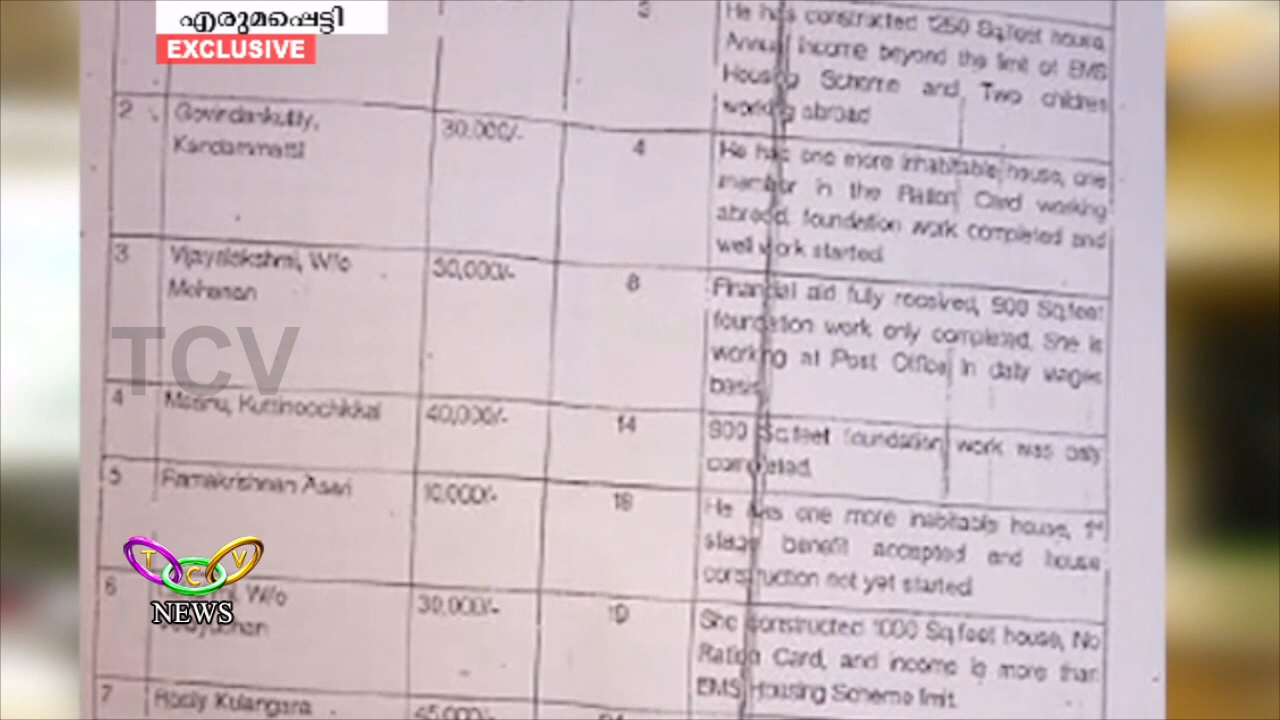 എരുമപ്പെട്ടി
EXCLUSIVE
3
He has constructed 1250 Sq.feet house,
Annual income beyond the limit of EMS
Housing Scheme and Two children
working abroad
2
Govindankutty,
Kandammattil
30,000/-
4
He has one more inhabitable house, one
member in the Ration Card working
abroad, foundation work completed and
well work started.
3
Vijayalekshmi, W/o
Mohanan
30,000/-
8
Financial aid fully received, 900 Sq.feet
foundation work only completed. She is
working at Post Office in daily wages
basis
TCV
4
40,000/-
14
900 Sq.feet foundation work was only
completed.
5
Ramakrishnan Asari
10,000/-
18
He has one more inabitable house, 1st
stage benefit accepted and house
construction not yet started.
6
W/o
30,000/-
19
She constructed 1000 Sq.feet house, No
Ration Card, and income is more than
EMS Housing Scheme limit.
7
Rosly Kulangara
TCV
NEWS